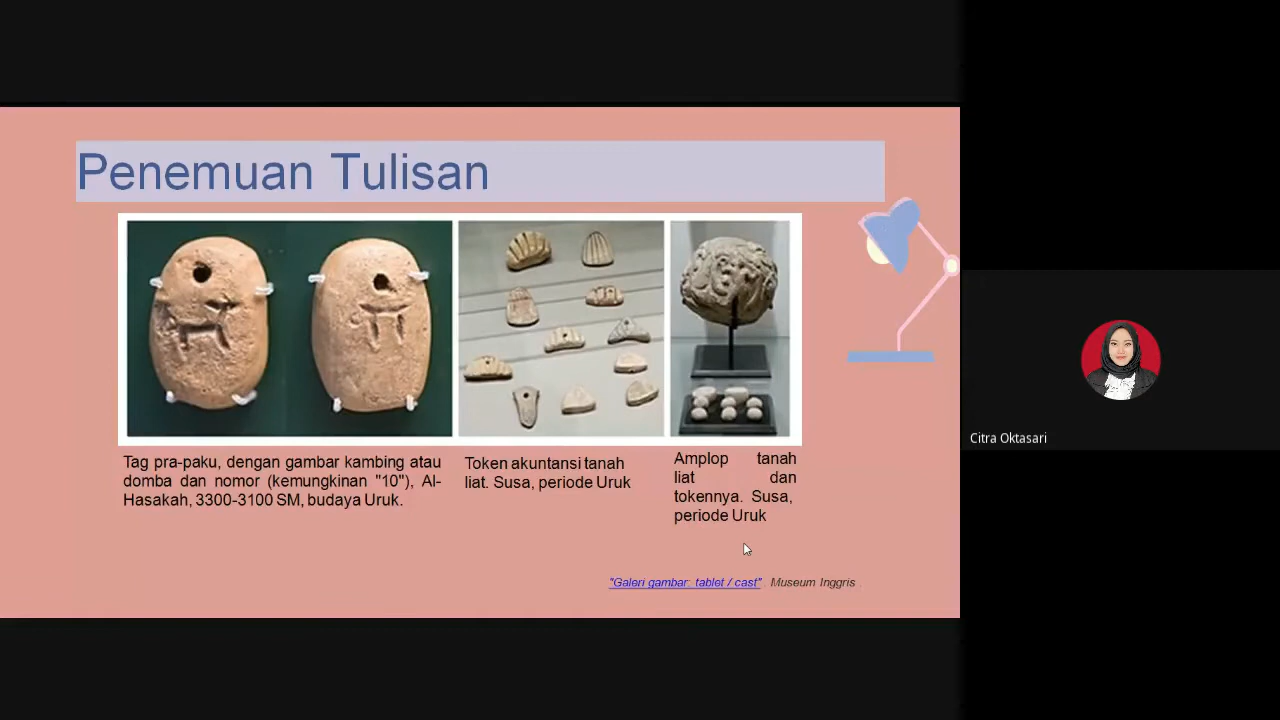 Penemuan Tulisan
Tag pra-paku, dengan gambar kambing atau
domba dan nomor (kemungkinan "10"), Al-
Hasakah, 3300-3100 SM, budaya Uruk.
Token akuntansi tanah
liat. Susa, periode Uruk
Amplop tanah
liat dan
tokennya. Susa,
periode Uruk
"Galeri gambar: tablet / cast" . Museum Inggris .
Citra Oktasari